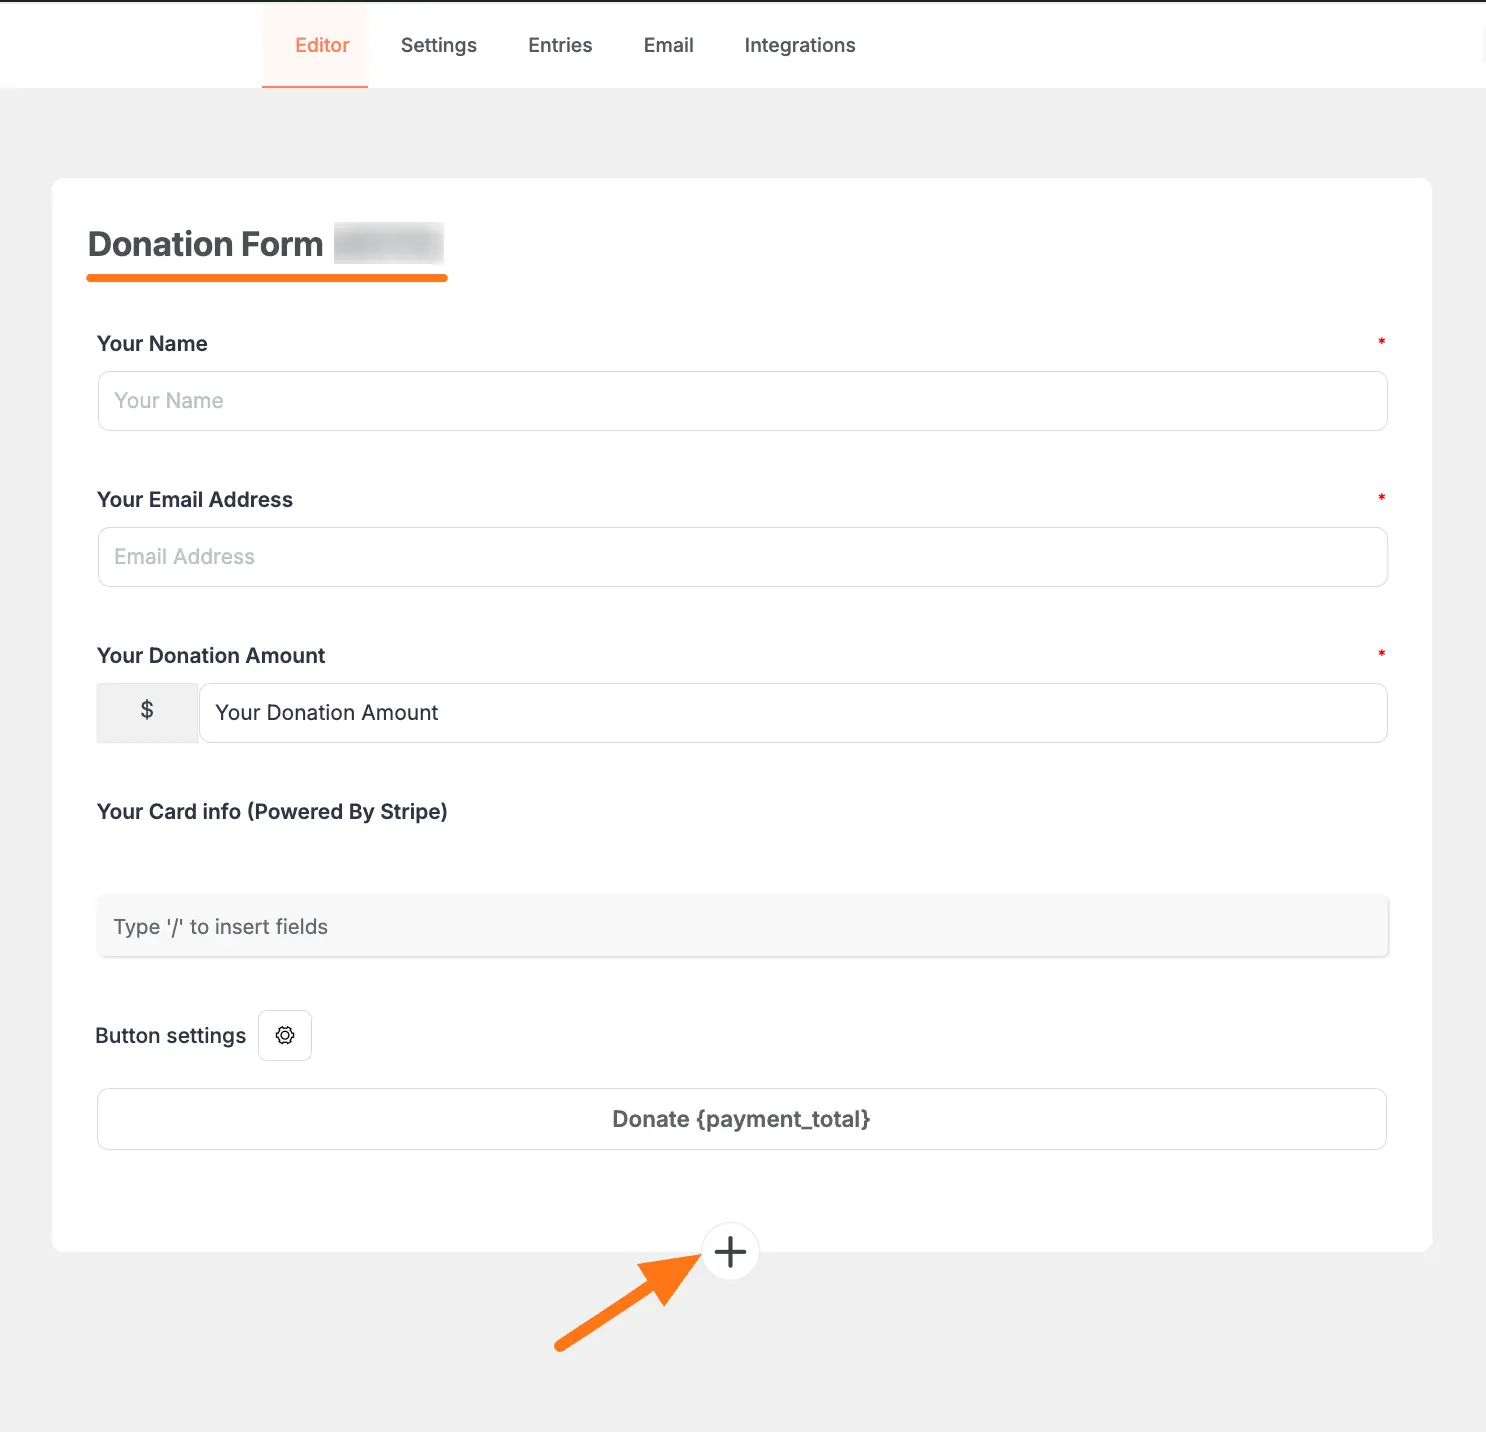 Editor Settings Entries Email Integrations
Donation Form
Your Name *
Your Name
Your Email Address *
Email Address
Your Donation Amount *
$ Your Donation Amount
Your Card info (Powered By Stripe)
Type '/' to insert fields
Button settings
Donate {payment_total}